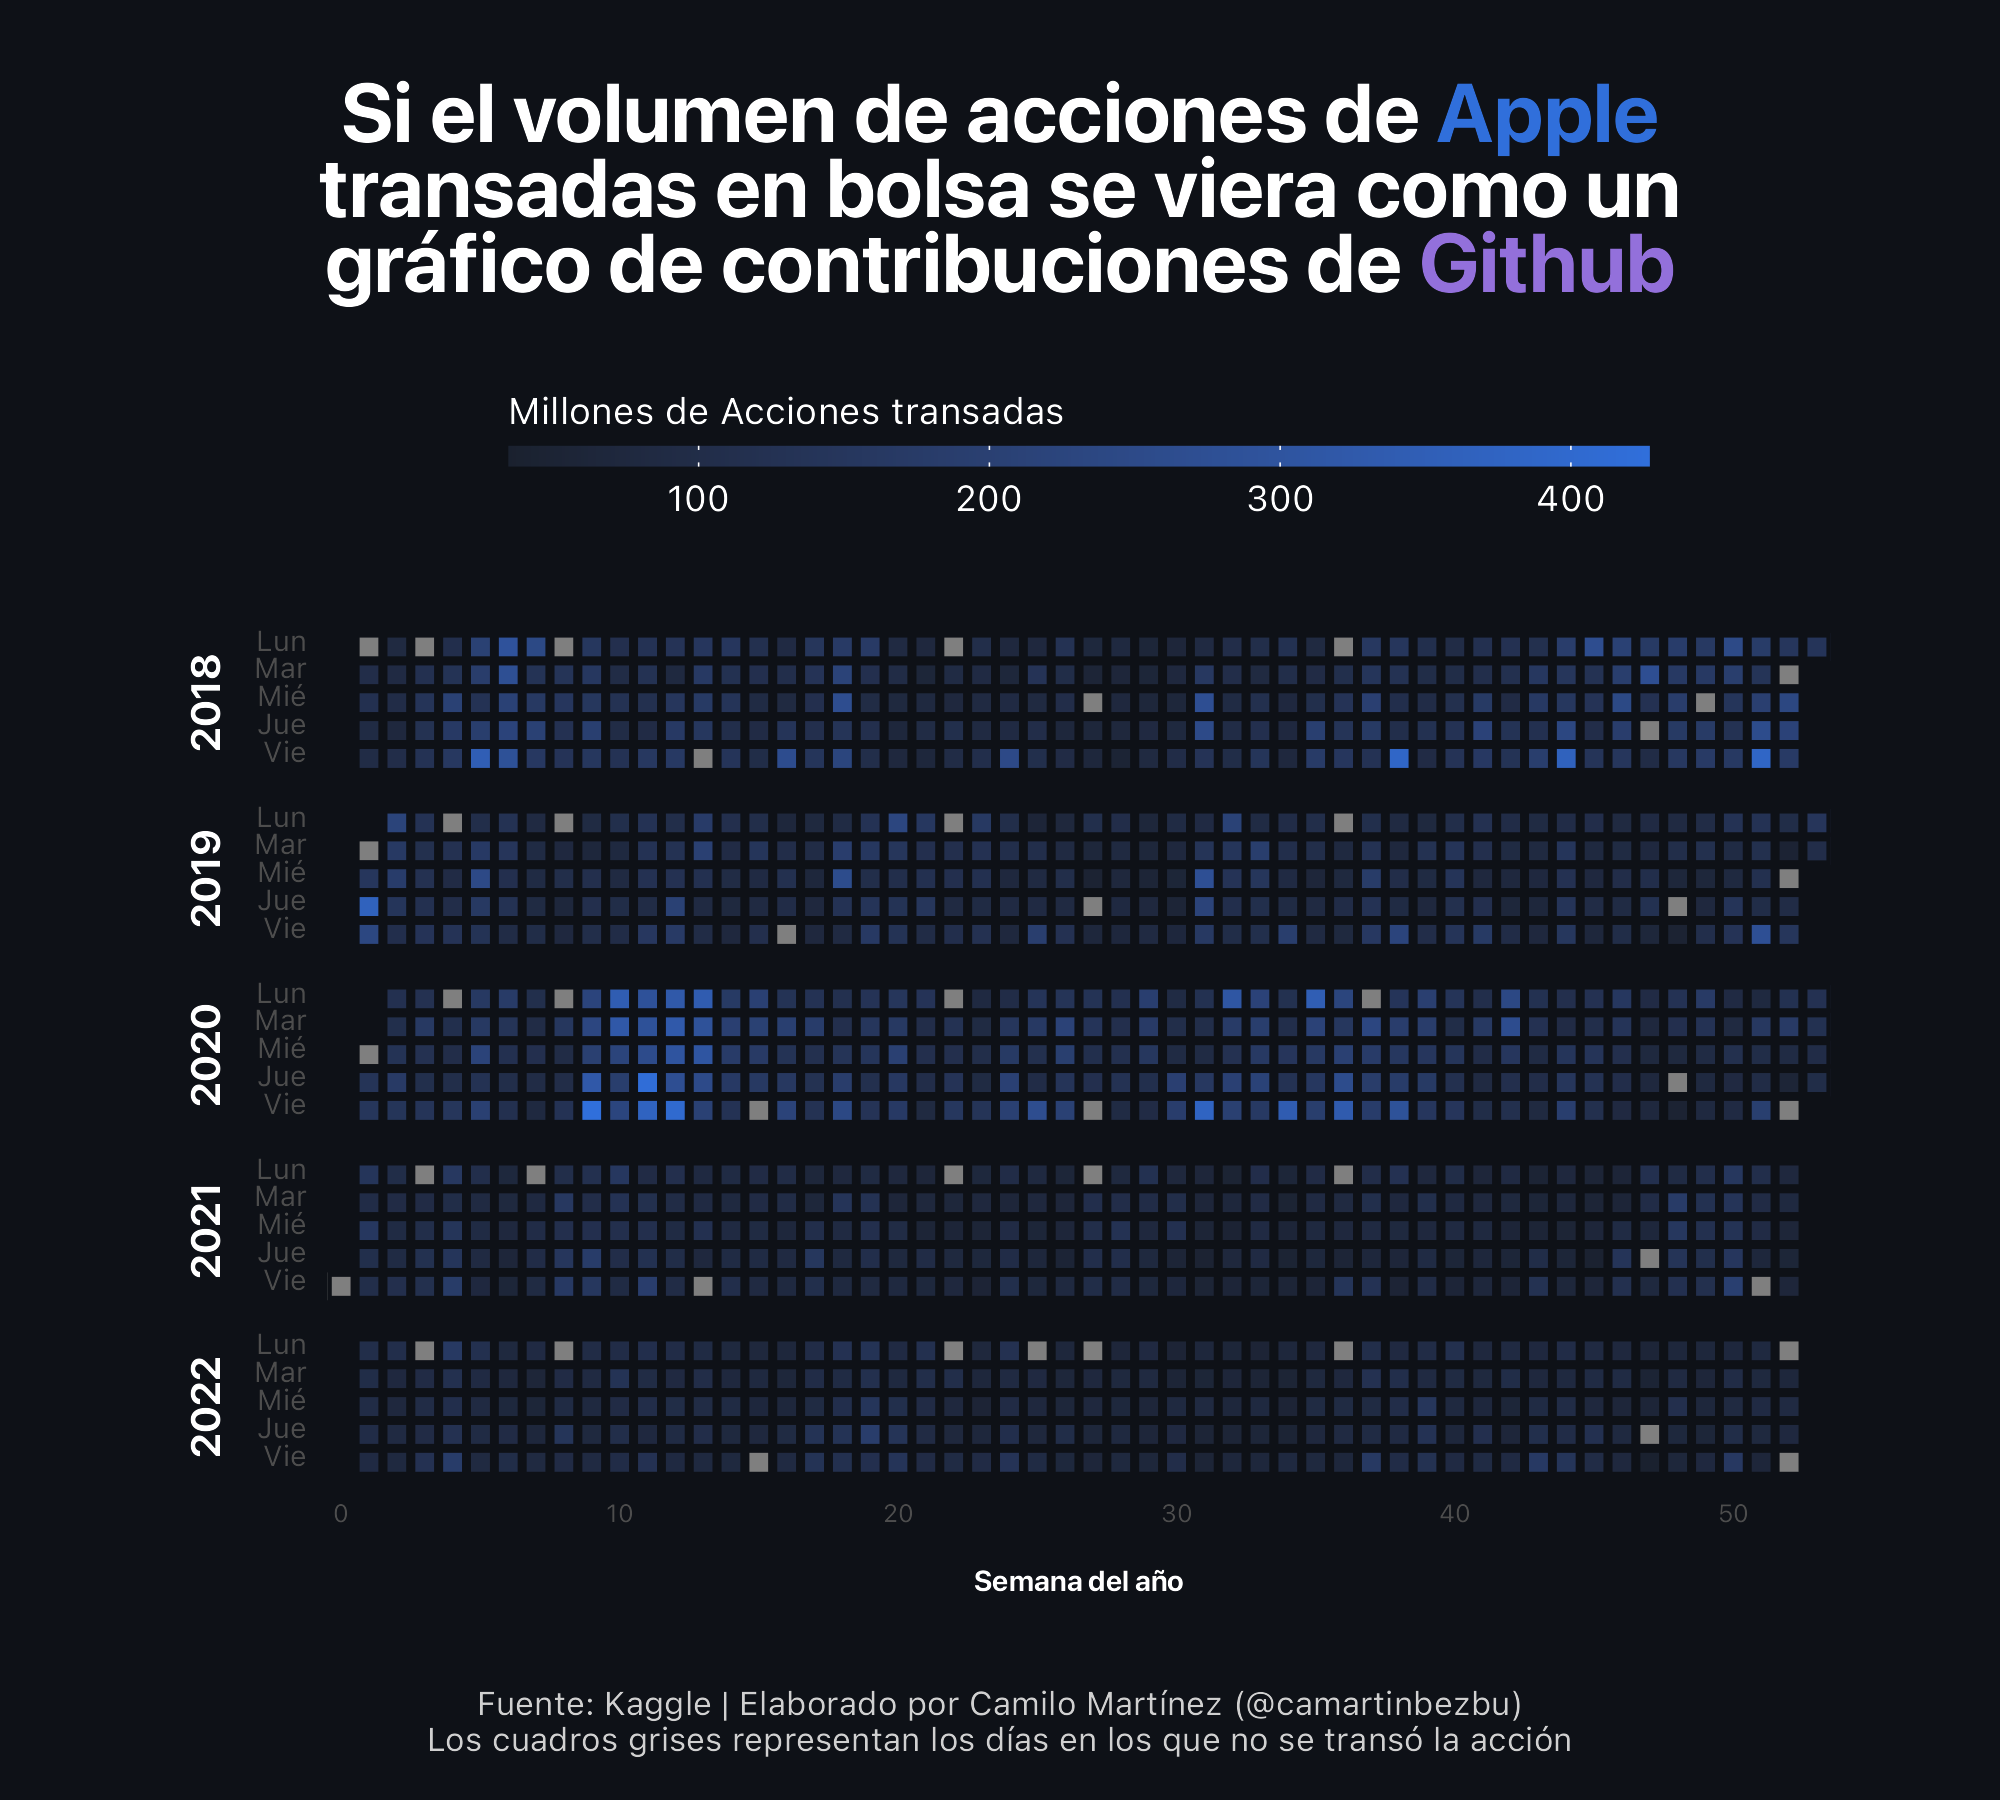 Si el volumen de acciones de Apple
transadas en bolsa se viera como un
gráfico de contribuciones de Github
Millones de Acciones transadas
100 200 300 400
2018
Lun
Mar
Mié
Jue
Vie
2019
Lun
Mar
Mié
Jue
Vie
2020
Lun
Mar
Mié
Jue
Vie
2021
Lun
Mar
Mié
Jue
Vie
2022
Lun
Mar
Mié
Jue
Vie
0 10 20 30 40 50
Semana del año
Fuente: Kaggle | Elaborado por Camilo Martínez (@camartinbezbu)
Los cuadros grises representan los días en los que no se transó la acción